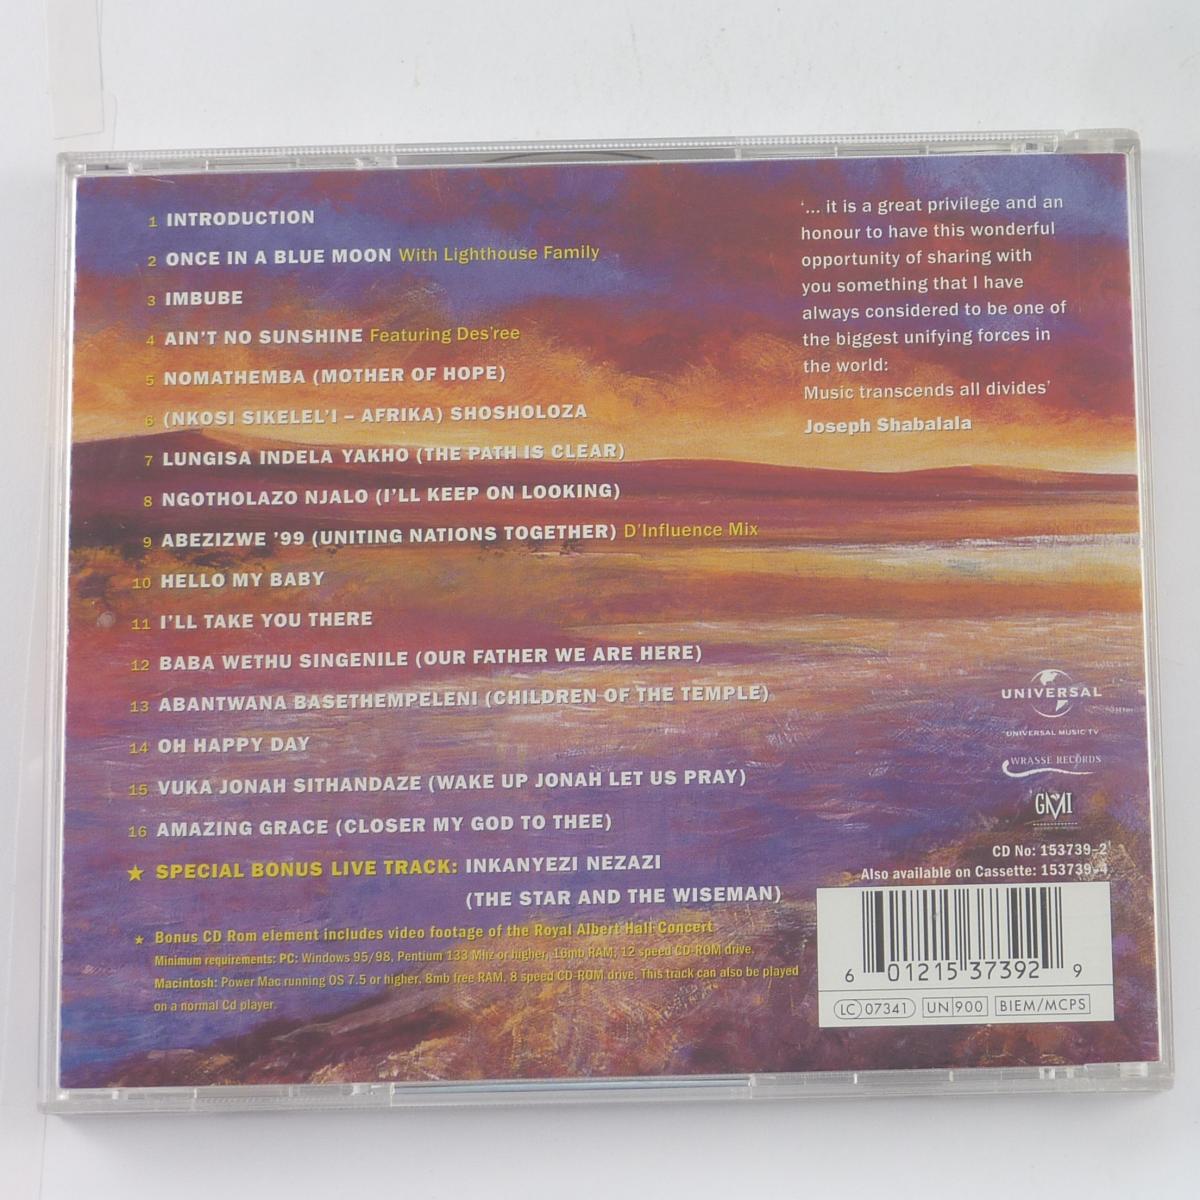 1 INTRODUCTION
2 ONCE IN A BLUE MOON With Lighthouse Family
3 IMBUBE
4 AIN'T NO SUNSHINE Featuring Des'ree
5 NOMATHEMBA (MOTHER OF HOPE)
6 (NKOSI SIKELEL'I – AFRIKA) SHOSHOLOZA
7 LUNGISA INDELA YAKHO (THE PATH IS CLEAR)
8 NGOTHOLAZO NJALO (I'LL KEEP ON LOOKING)
9 ABEZIZWE '99 (UNITING NATIONS TOGETHER) D'Influence Mix
10 HELLO MY BABY
11 I'LL TAKE YOU THERE
12 BABA WETHU SINGENILE (OUR FATHER WE ARE HERE)
13 ABANTWANA BASETHEMPELENI (CHILDREN OF THE TEMPLE)
14 OH HAPPY DAY
15 VUKA JONAH SITHANDAZE (WAKE UP JONAH LET US PRAY)
16 AMAZING GRACE (CLOSER MY GOD TO THEE)
★ SPECIAL BONUS LIVE TRACK: INKANYEZI NEZAZI
(THE STAR AND THE WISEMAN)
★ Bonus CD Rom element includes video footage of the Royal Albert Hall Concert
Minimum requirements: PC: Windows 95/98, Pentium 133 Mhz or higher, 16mb RAM, 12 speed CD-ROM drive.
Macintosh: Power Mac running OS 7.5 or higher, 8mb free RAM, 8 speed CD-ROM drive. This track can also be played
on a normal Cd player.
'... it is a great privilege and an
honour to have this wonderful
opportunity of sharing with
you something that I have
always considered to be one of
the biggest unifying forces in
the world:
Music transcends all divides'
Joseph Shabalala
UNIVERSAL
UNIVERSAL MUSIC TV
WRASSE RECORDS
GMI
CD No: 153739-2
Also available on Cassette: 153739-4
6 01215 37392 9
LC 07341 UN 900 BIEM/MCPS